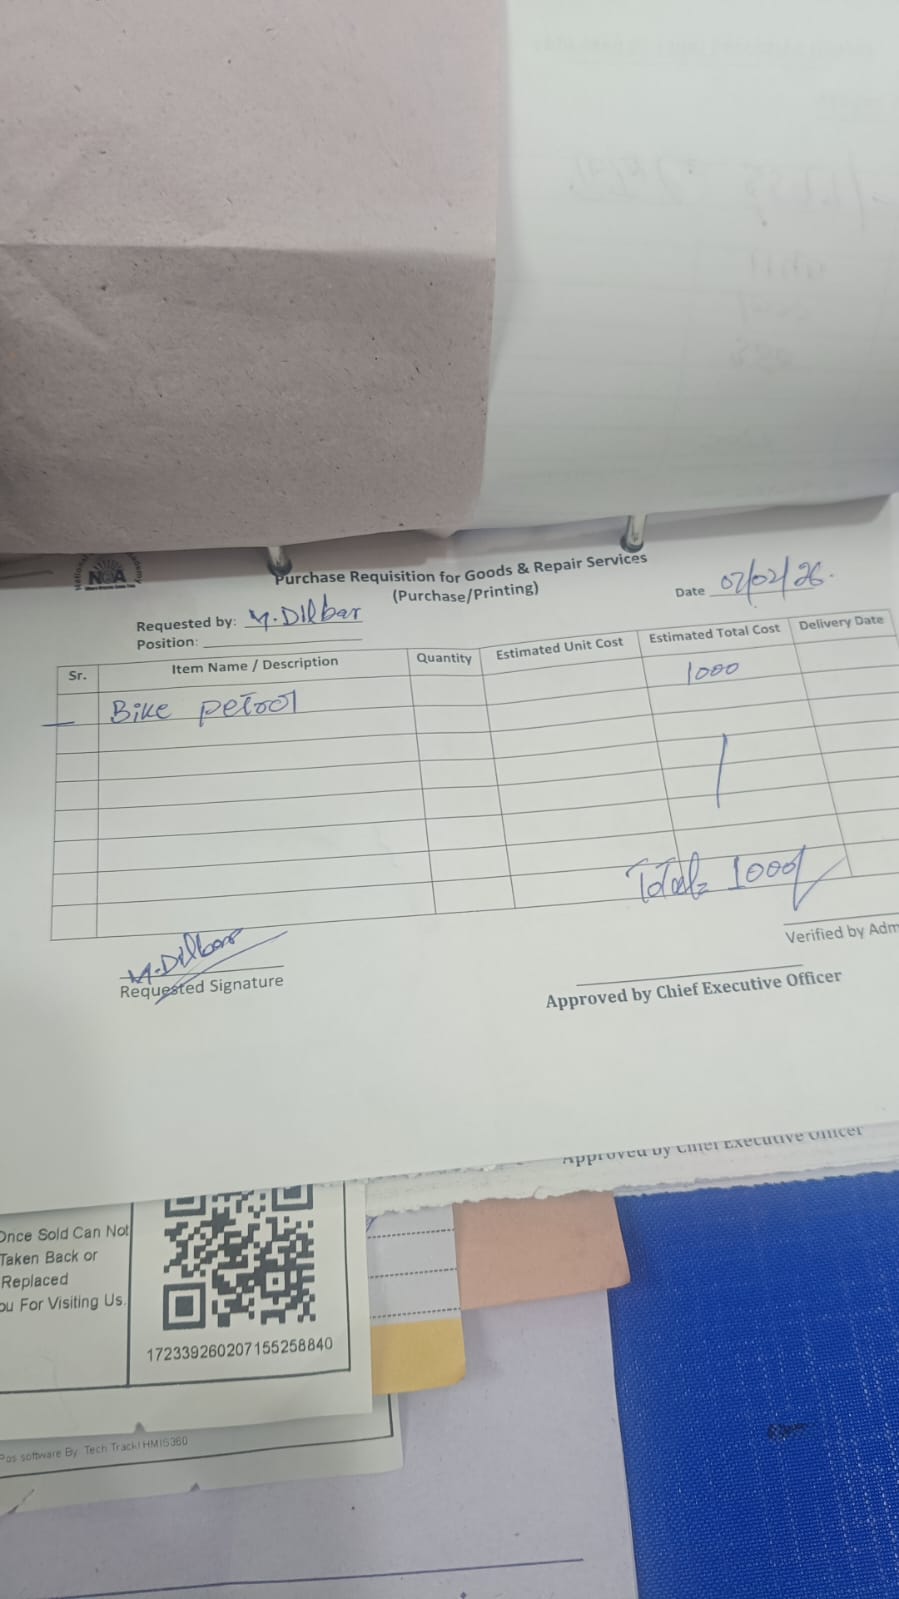 NCA
Purchase Requisition for Goods & Repair Services
(Purchase/Printing)
Date 07/02/26.
Requested by: M. Dilbar
Position:
Sr. Item Name / Description Quantity Estimated Unit Cost Estimated Total Cost Delivery Date
Bike petrol 1000
Total= 1000/
M. Dilbar
Requested Signature
Verified by Adm
Approved by Chief Executive Officer
Approved by Chief Executive Officer
Once Sold Can Not
Taken Back or
Replaced
ou For Visiting Us.
172339260207155258840
Pos software By: Tech Track! HMIS360